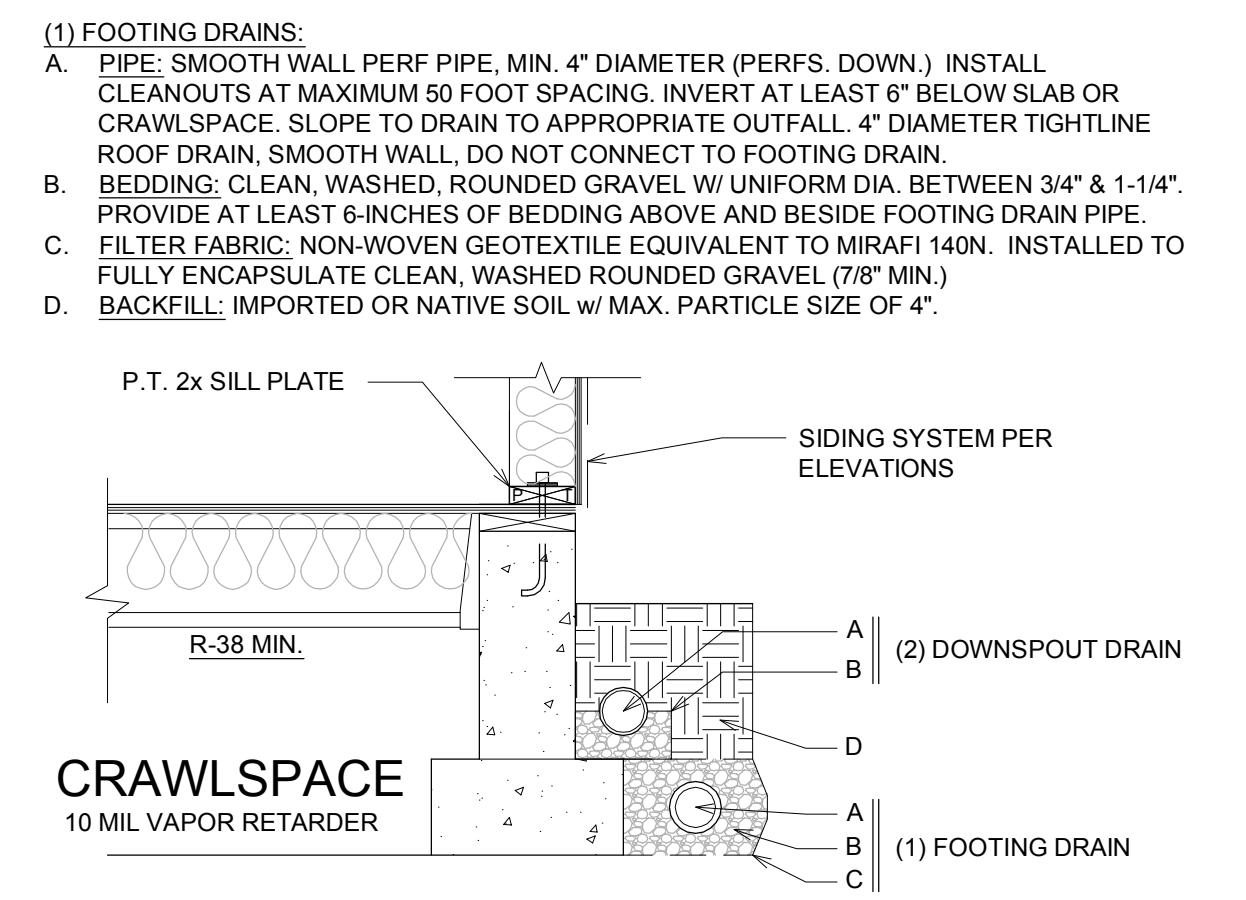 (1) FOOTING DRAINS:
A. PIPE: SMOOTH WALL PERF PIPE, MIN. 4" DIAMETER (PERFS. DOWN.) INSTALL
CLEANOUTS AT MAXIMUM 50 FOOT SPACING. INVERT AT LEAST 6" BELOW SLAB OR
CRAWLSPACE. SLOPE TO DRAIN TO APPROPRIATE OUTFALL. 4" DIAMETER TIGHTLINE
ROOF DRAIN, SMOOTH WALL, DO NOT CONNECT TO FOOTING DRAIN.
B. BEDDING: CLEAN, WASHED, ROUNDED GRAVEL W/ UNIFORM DIA. BETWEEN 3/4" & 1-1/4".
PROVIDE AT LEAST 6-INCHES OF BEDDING ABOVE AND BESIDE FOOTING DRAIN PIPE.
C. FILTER FABRIC: NON-WOVEN GEOTEXTILE EQUIVALENT TO MIRAFI 140N. INSTALLED TO
FULLY ENCAPSULATE CLEAN, WASHED ROUNDED GRAVEL (7/8" MIN.)
D. BACKFILL: IMPORTED OR NATIVE SOIL w/ MAX. PARTICLE SIZE OF 4".
P.T. 2x SILL PLATE
SIDING SYSTEM PER
ELEVATIONS
P T
R-38 MIN.
A
B
(2) DOWNSPOUT DRAIN
D
CRAWLSPACE
10 MIL VAPOR RETARDER
A
B
C
(1) FOOTING DRAIN